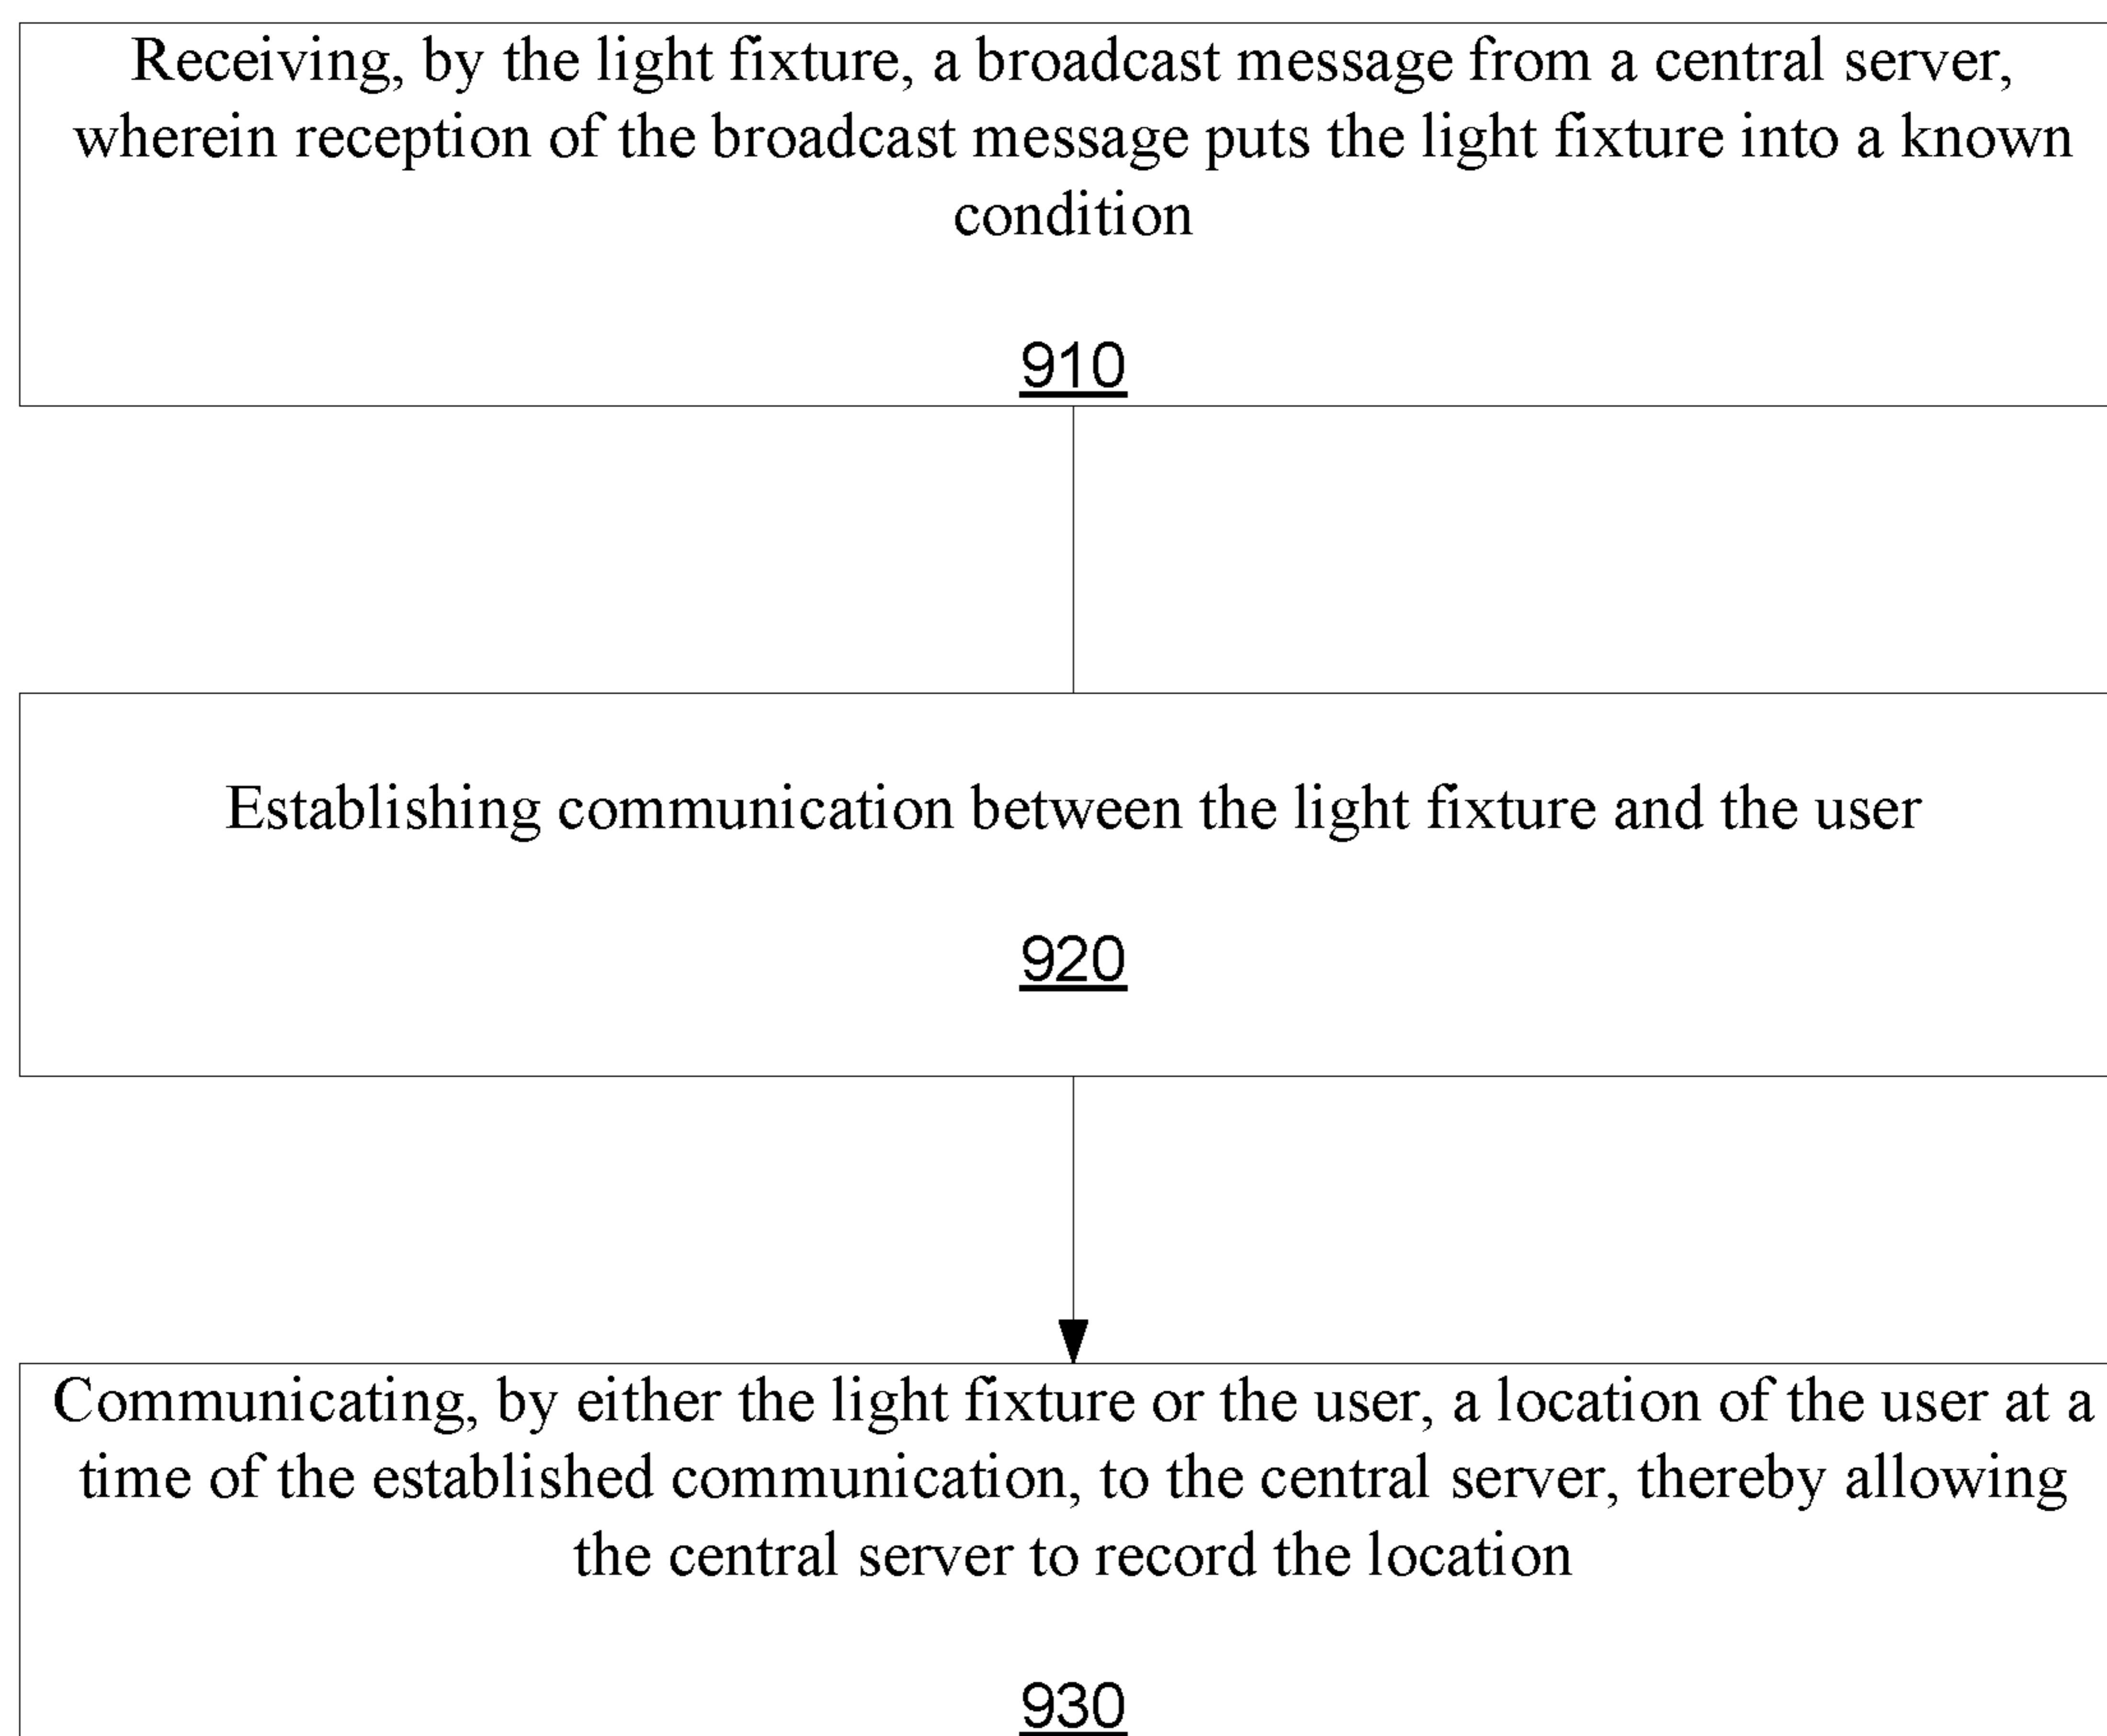 Receiving, by the light fixture, a broadcast message from a central server,
wherein reception of the broadcast message puts the light fixture into a known
condition
910
Establishing communication between the light fixture and the user
920
Communicating, by either the light fixture or the user, a location of the user at a
time of the established communication, to the central server, thereby allowing
the central server to record the location
930